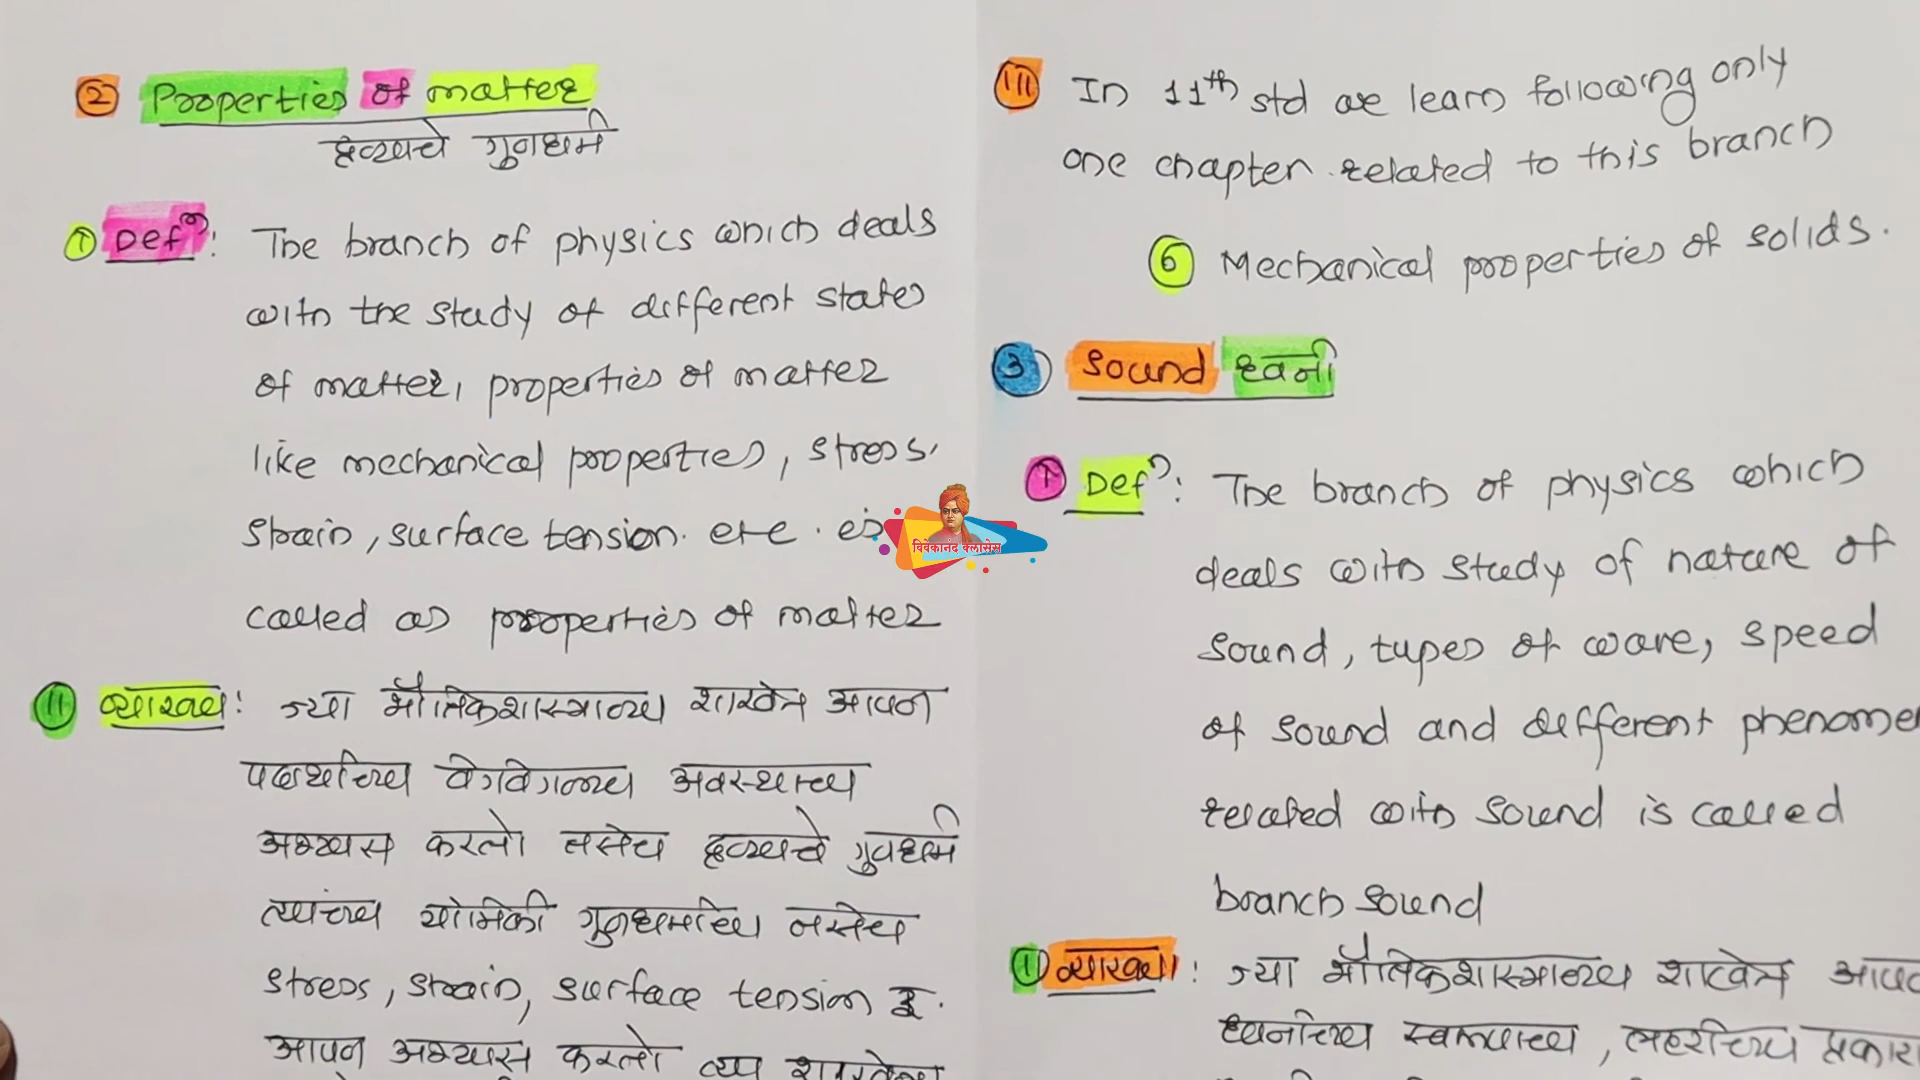 ② Properties of matter
द्रव्याचे गुणधर्म
① Defⁿ: The branch of physics which deals
with the study of different states
of matter, properties of matter
like mechanical properties, stress,
strain, surface tension. etc. is
called as properties of matter
⑪ व्याख्या: ज्या भौतिकशास्त्राच्या शाखेत आपण
पदार्थाच्या वेगवेगळ्या अवस्थांच्या
अभ्यास करतो तसेच द्रव्याचे गुणधर्म
त्यांच्या यांत्रिकी गुणधर्माचा तसेच
stress, strain, surface tension इ.
आपण अभ्यास करतो त्या शाखेला
विवेकानंद क्लासेस
⑪⑪ In 11th std we learn following only
one chapter related to this branch
⑥ Mechanical properties of solids.
③ Sound ध्वनी
① Defⁿ: The branch of physics which
deals with study of nature of
sound, types of wave, speed
of sound and different phenomen
related with sound is called
branch sound
⑪ व्याख्या: ज्या भौतिकशास्त्राच्या शाखेत आपण
ध्वनीच्या स्वरूपाच्या, लहरीच्या प्रकार